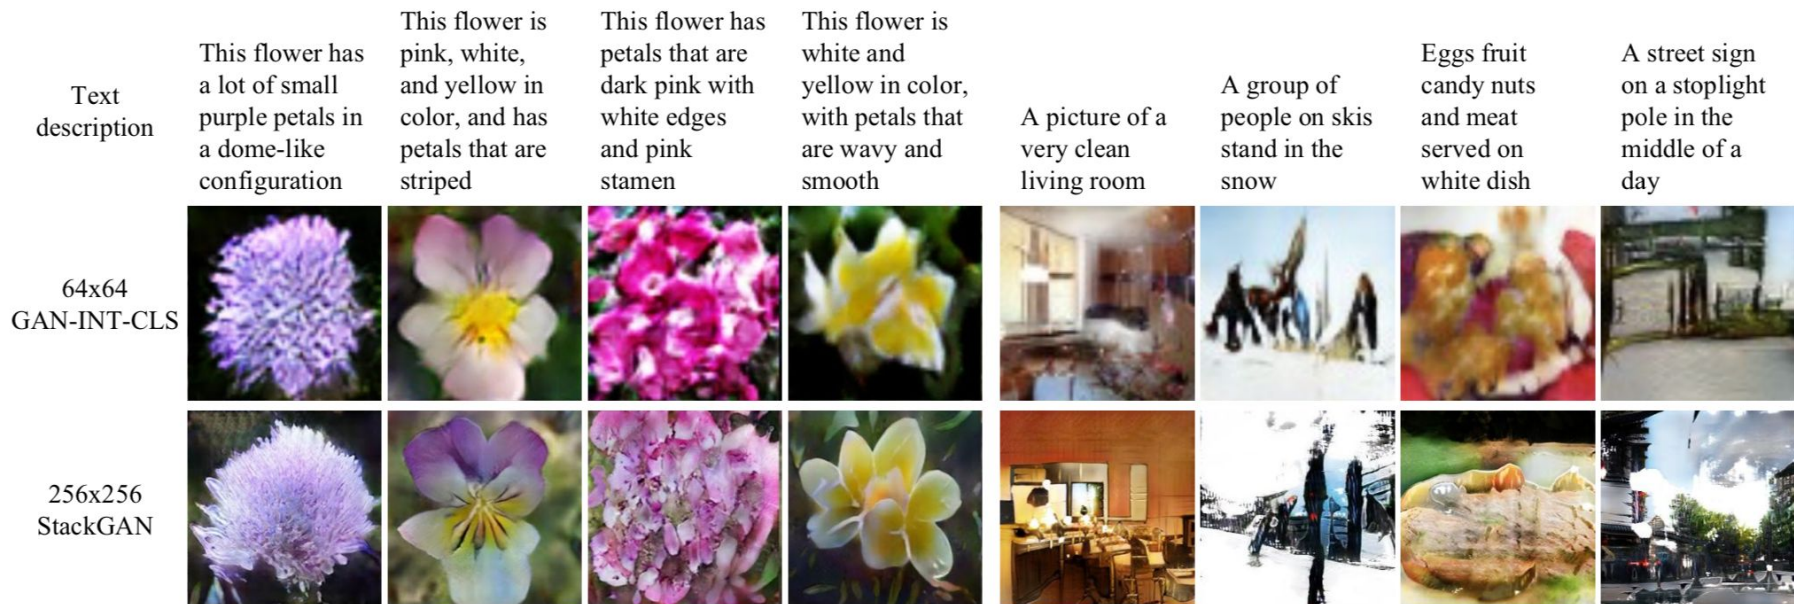 Text
description
This flower has
a lot of small
purple petals in
a dome-like
configuration
This flower is
pink, white,
and yellow in
color, and has
petals that are
striped
This flower has
petals that are
dark pink with
white edges
and pink
stamen
This flower is
white and
yellow in color,
with petals that
are wavy and
smooth
A picture of a
very clean
living room
A group of
people on skis
stand in the
snow
Eggs fruit
candy nuts
and meat
served on
white dish
A street sign
on a stoplight
pole in the
middle of a
day
64x64
GAN-INT-CLS
256x256
StackGAN